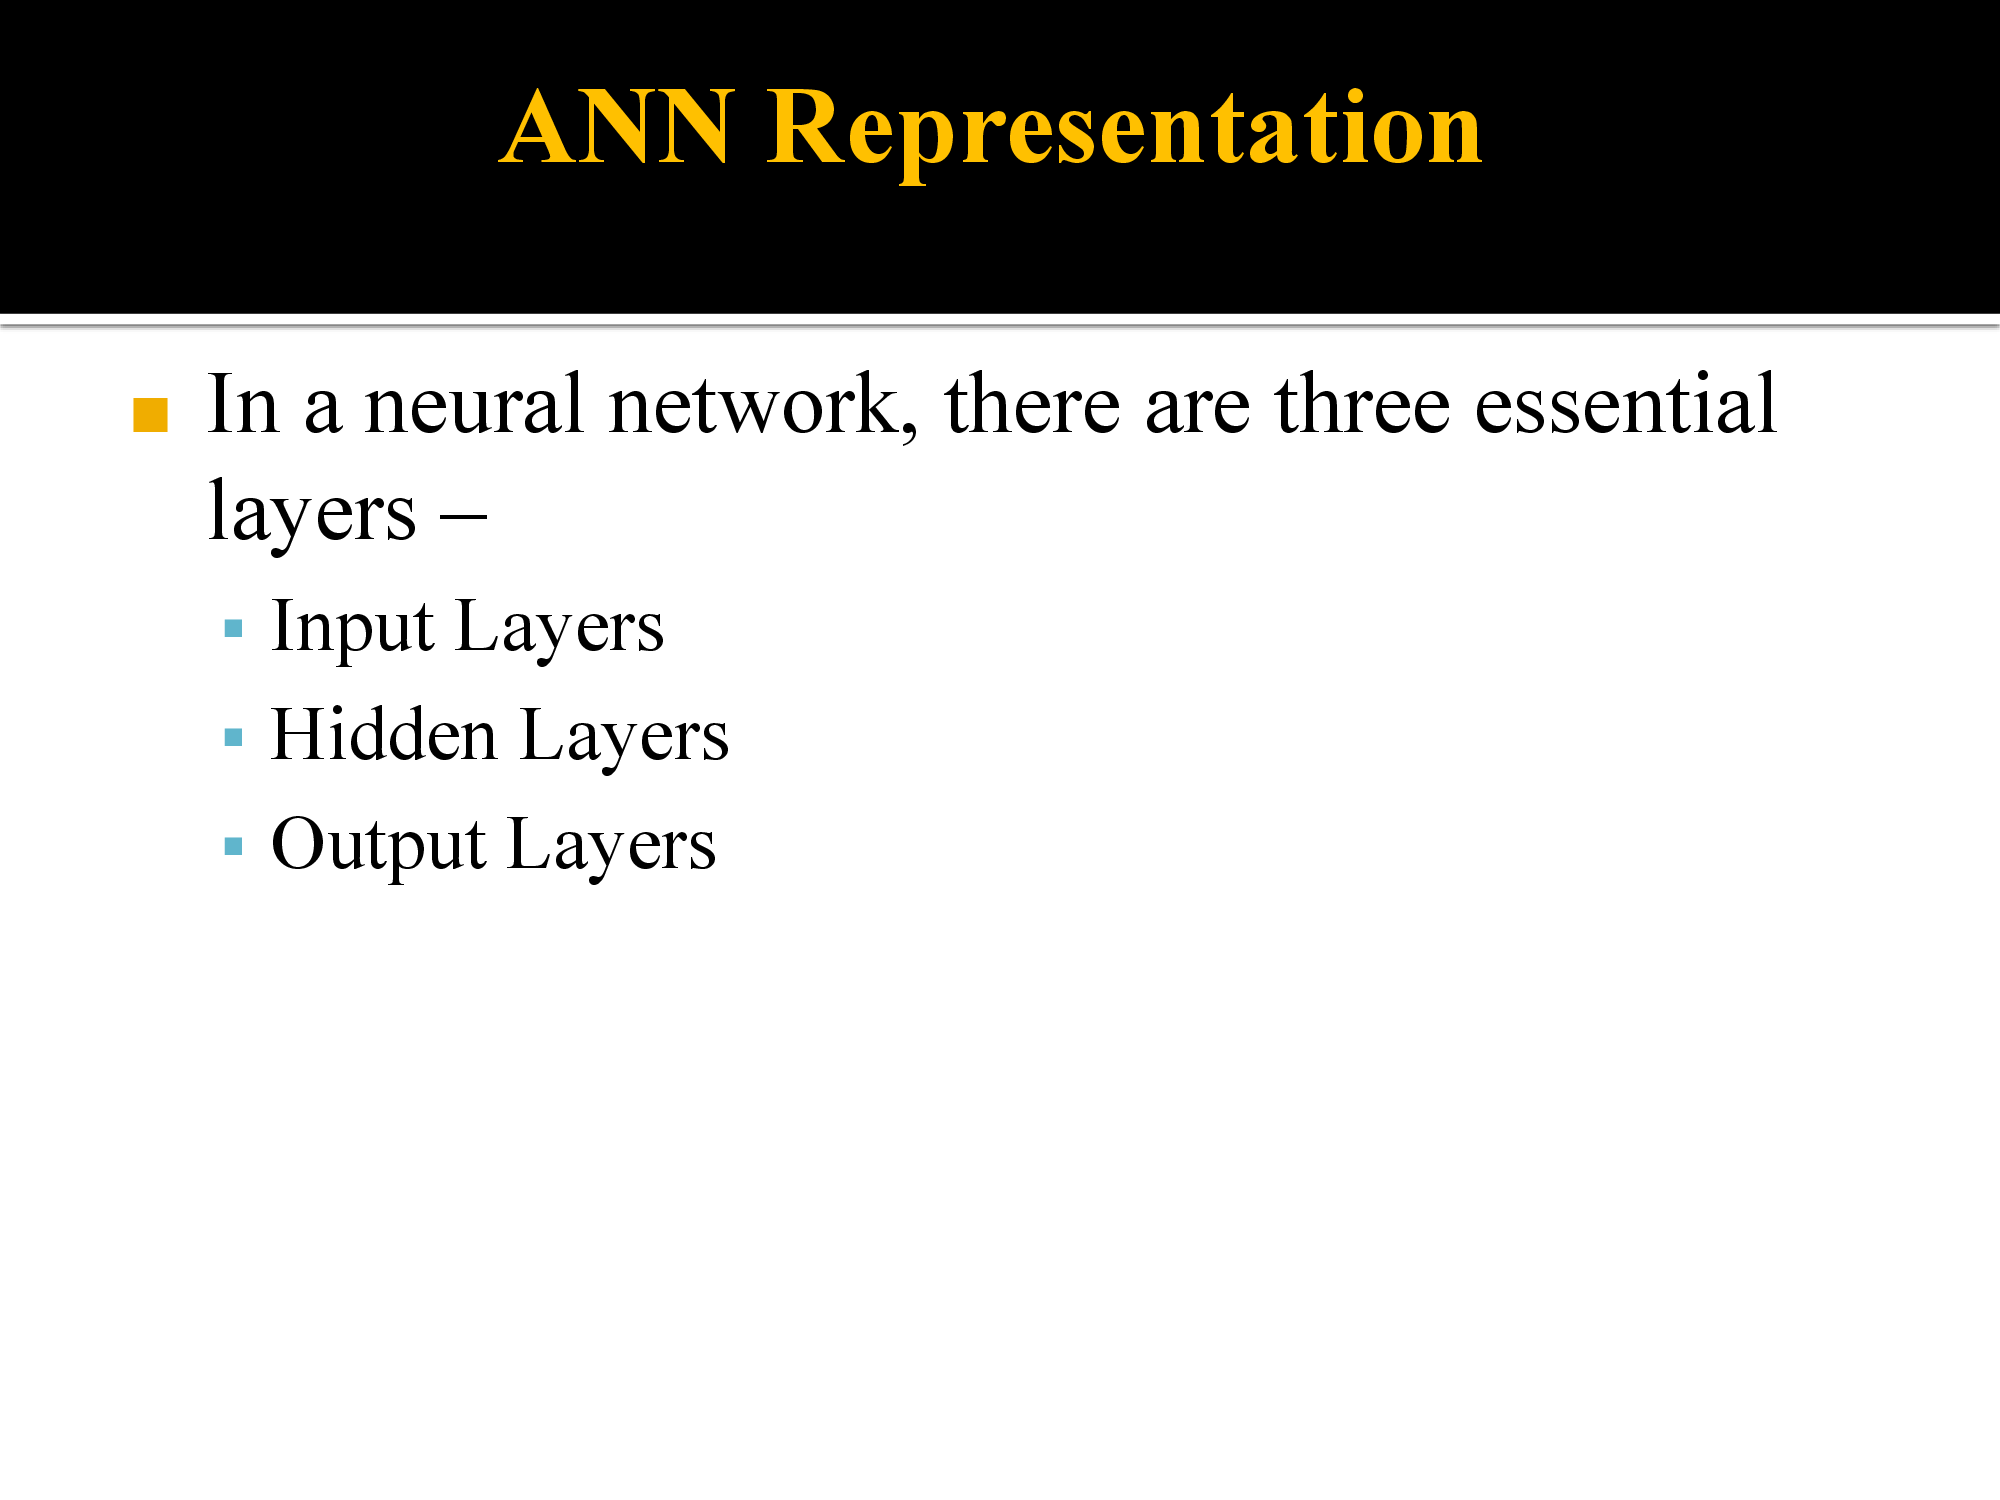 ANN Representation
In a neural network, there are three essential
layers –
Input Layers
Hidden Layers
Output Layers